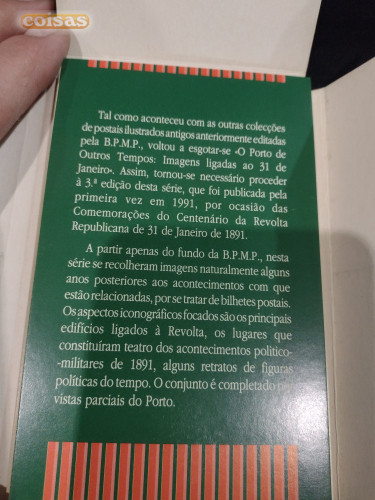 coisas
Tal como aconteceu com as outras colecções
de postais ilustrados antigos anteriormente editadas
pela B.P.M.P., voltou a esgotar-se «O Porto de
Outros Tempos: Imagens ligadas ao 31 de
Janeiro». Assim, tornou-se necessário proceder
à 3.ª edição desta série, que foi publicada pela
primeira vez em 1991, por ocasião das
Comemorações do Centenário da Revolta
Republicana de 31 de Janeiro de 1891.
A partir apenas do fundo da B.P.M.P., nesta
série se recolheram imagens naturalmente alguns
anos posteriores aos acontecimentos com que
estão relacionadas, por se tratar de bilhetes postais.
Os aspectos iconográficos focados são os principais
edifícios ligados à Revolta, os lugares que
constituíram teatro dos acontecimentos político-
-militares de 1891, alguns retratos de figuras
políticas do tempo. O conjunto é completado por
vistas parciais do Porto.